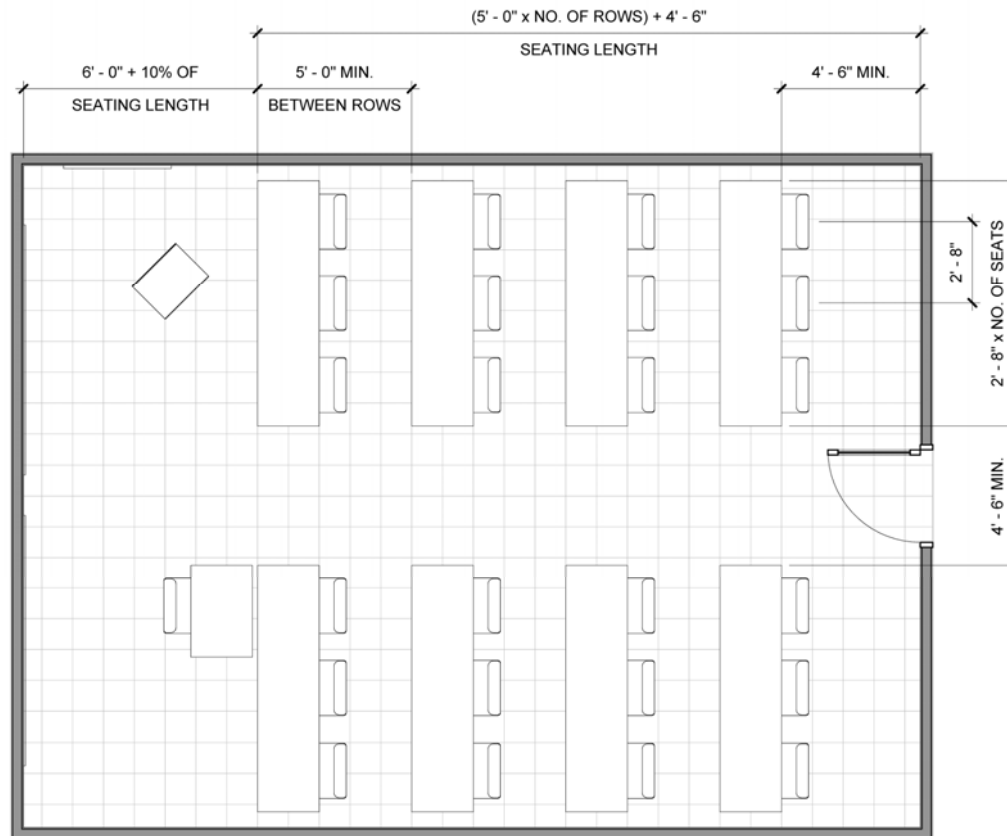 (5' - 0" x NO. OF ROWS) + 4' - 6"
SEATING LENGTH
6' - 0" + 10% OF
SEATING LENGTH
5' - 0" MIN.
BETWEEN ROWS
4' - 6" MIN.
2' - 8"
2' - 8" x NO. OF SEATS
4' - 6" MIN.